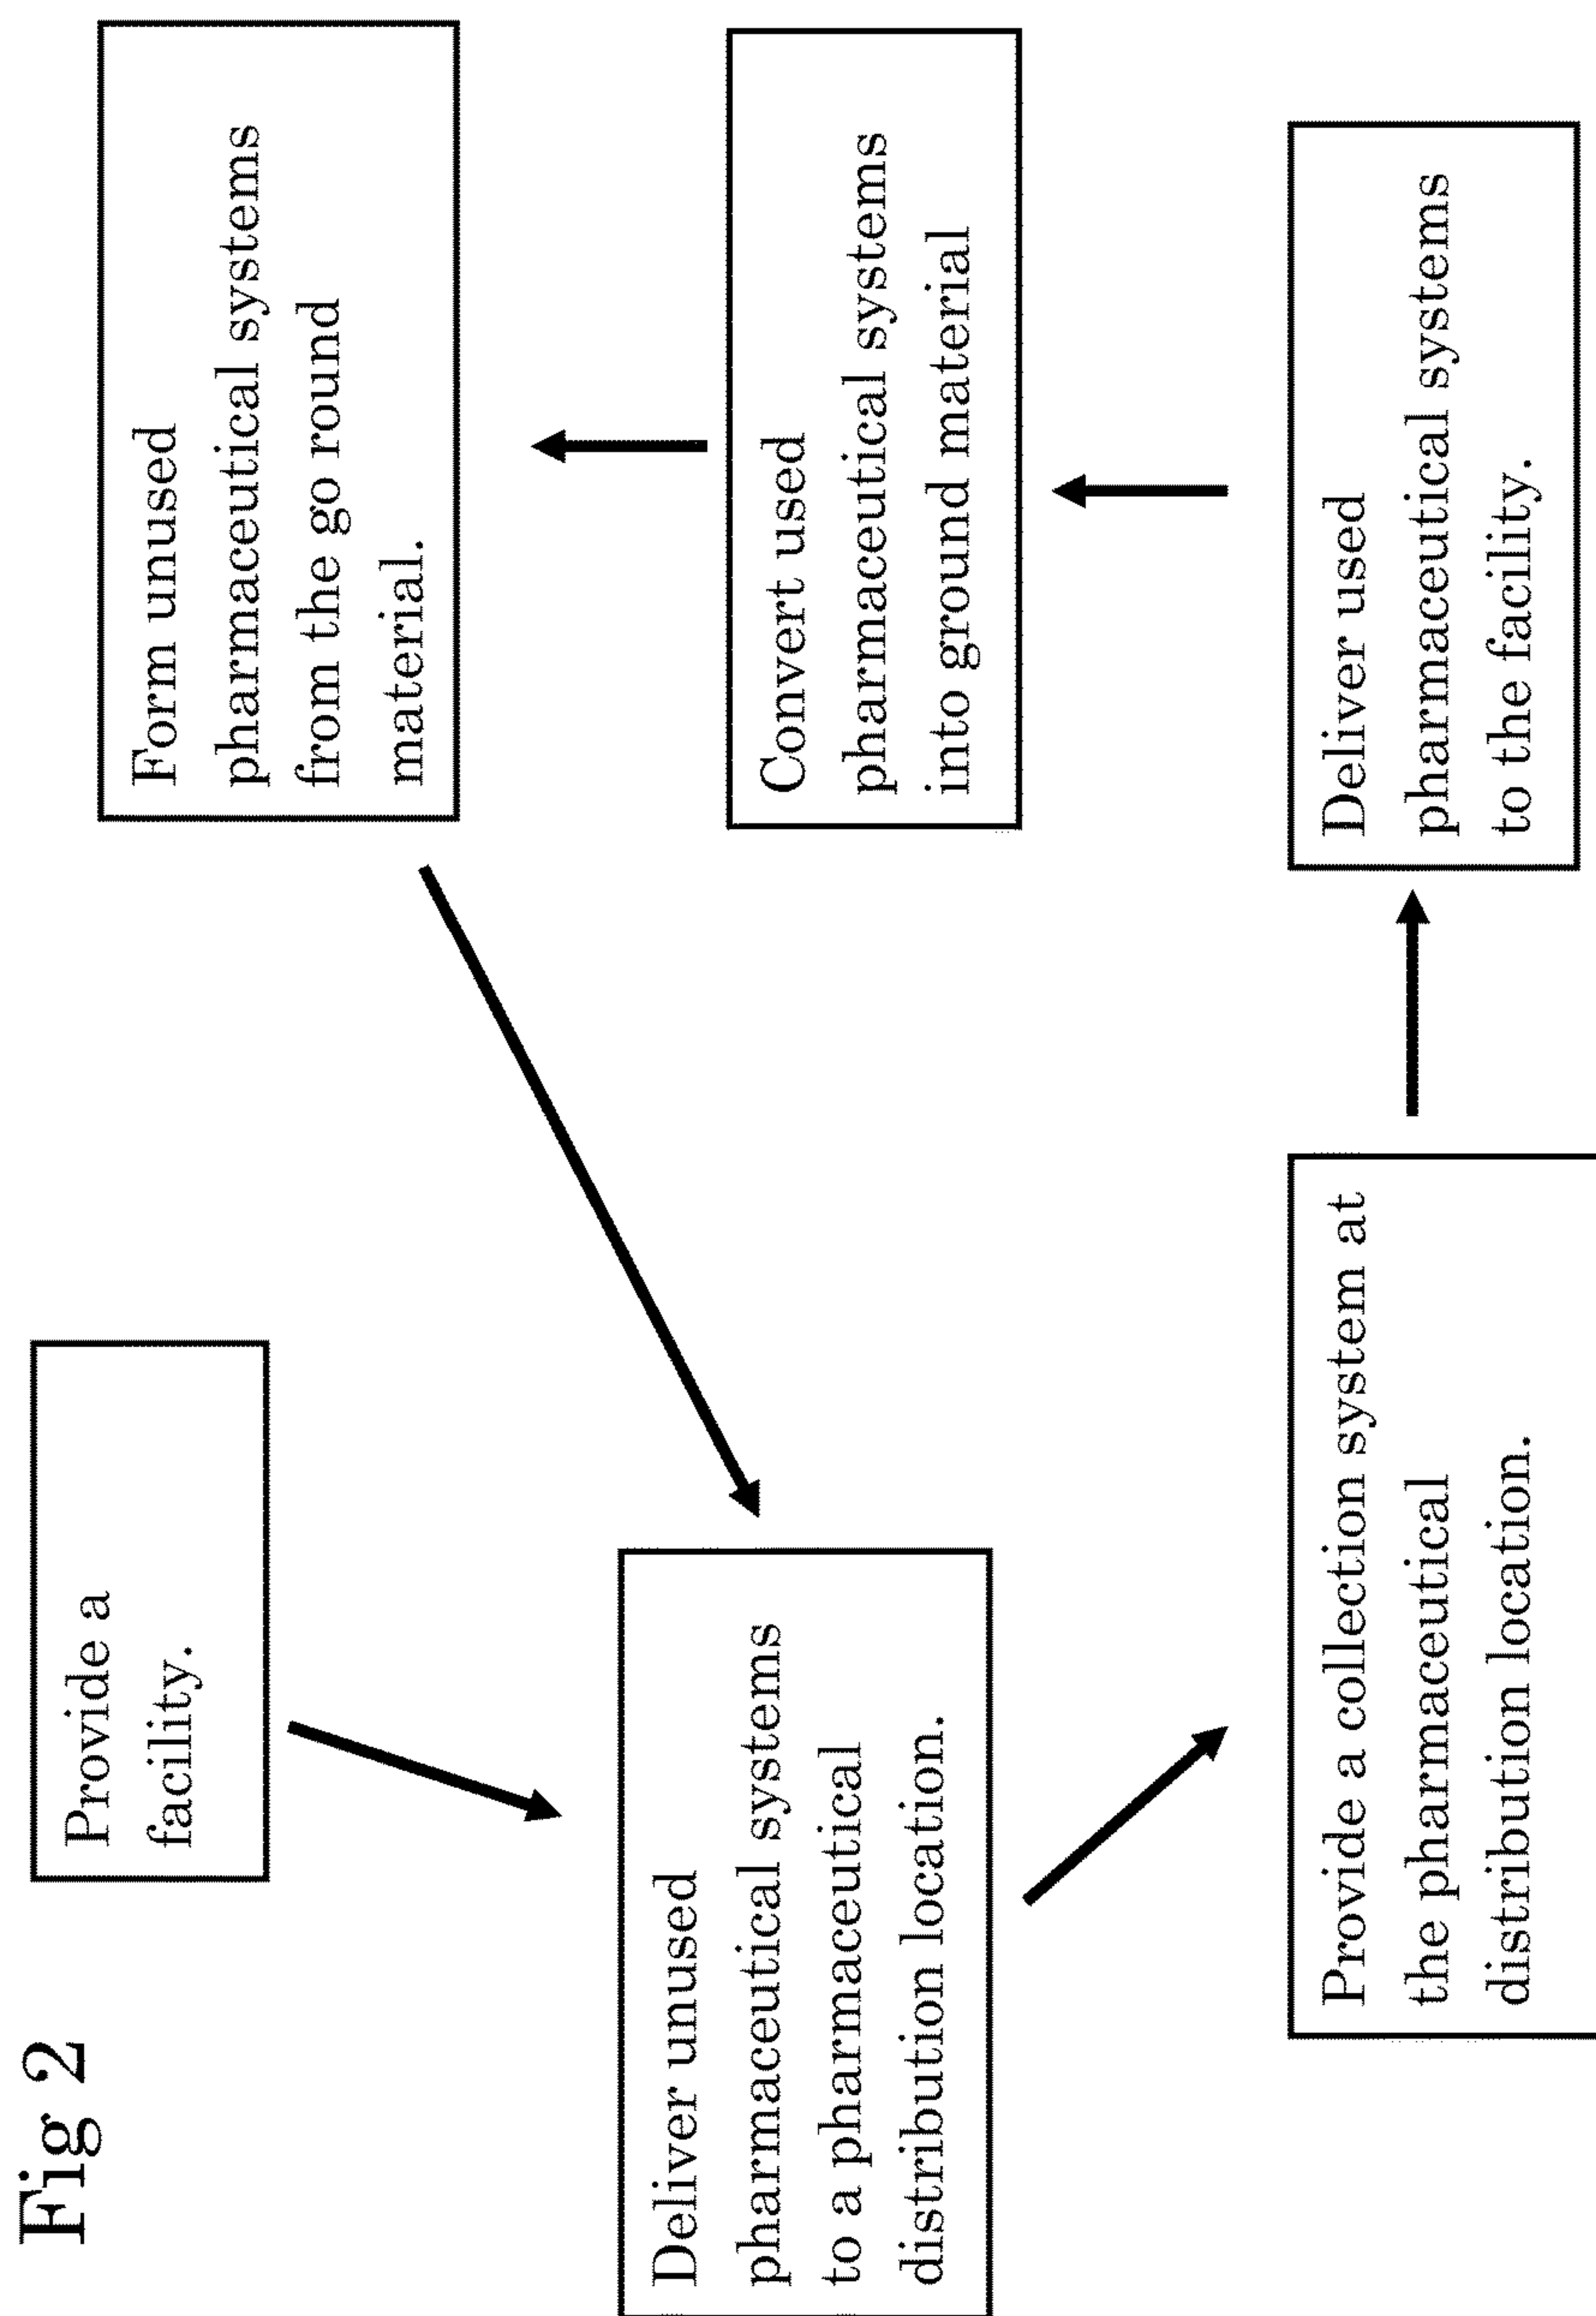 Fig 2
Provide a
facility.
Deliver unused
pharmaceutical systems
to a pharmaceutical
distribution location.
Provide a collection system at
the pharmaceutical
distribution location.
Deliver used
pharmaceutical systems
to the facility.
Convert used
pharmaceutical systems
into ground material
Form unused
pharmaceutical systems
from the go round
material.